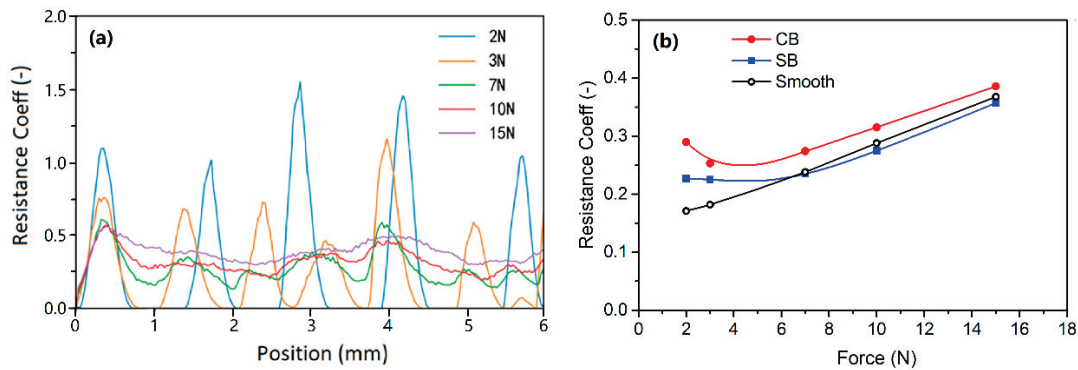 (a)
2N
3N
7N
10N
15N
Resistance Coeff (-)
2.0
1.5
1.0
0.5
0.0
0 1 2 3 4 5 6
Position (mm)
(b)
CB
SB
Smooth
Resistance Coeff (-)
0.5
0.4
0.3
0.2
0.1
0.0
0 2 4 6 8 10 12 14 16 18
Force (N)